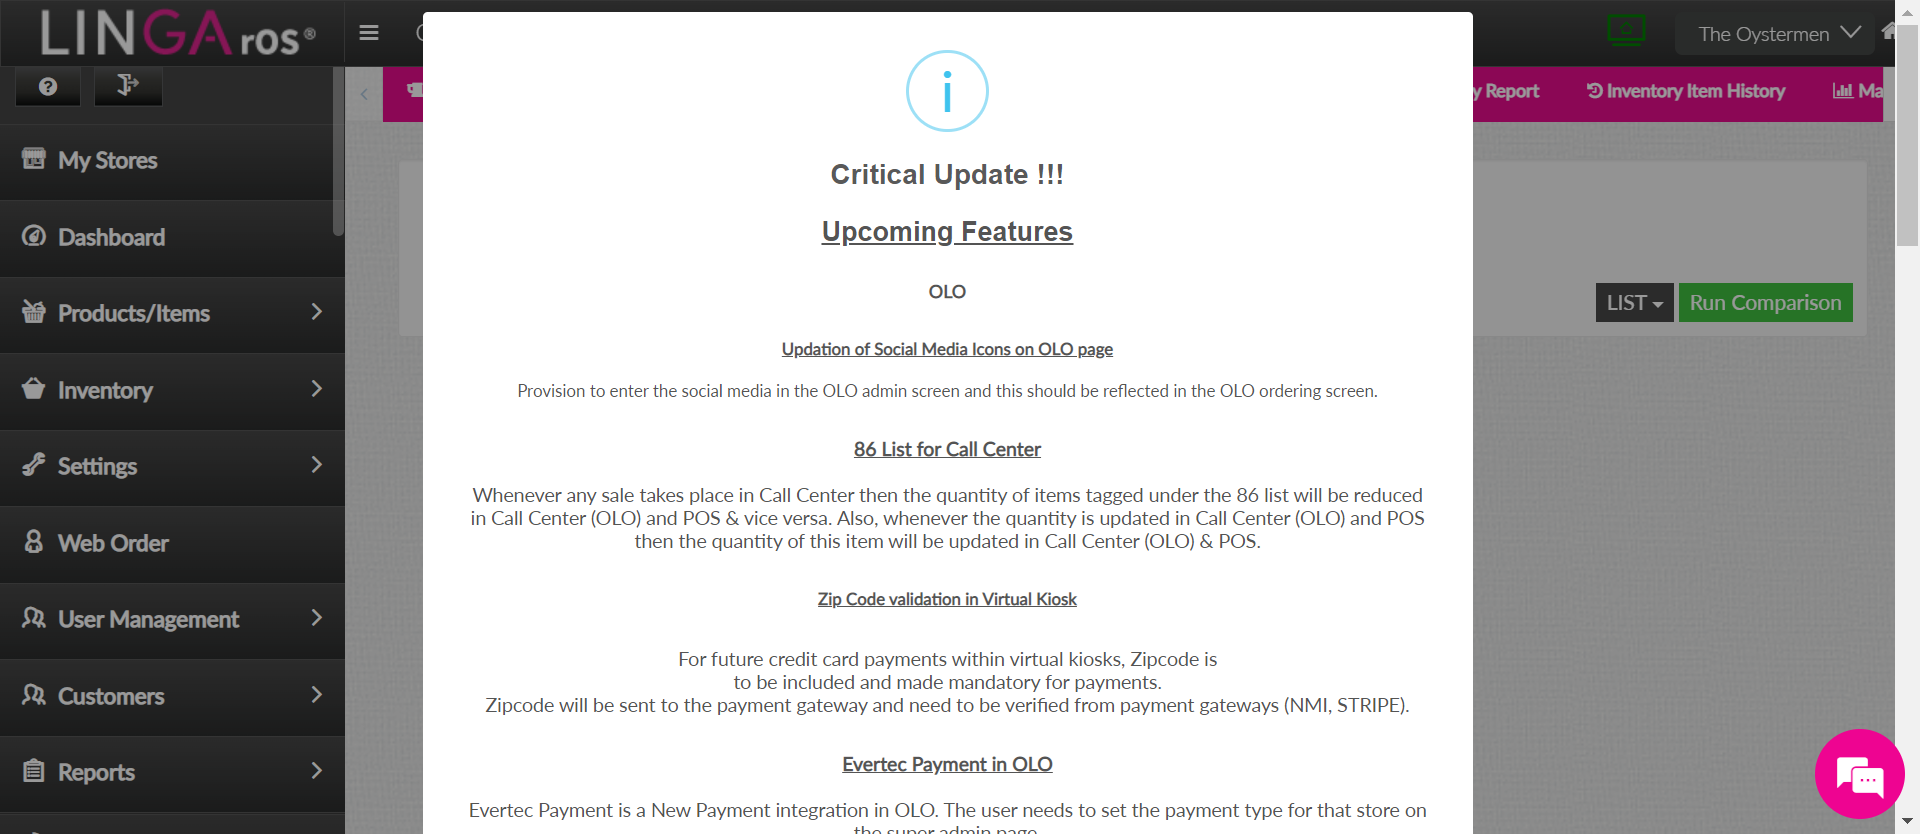 LINGA ros®
The Oystermen
y Report
Inventory Item History
Ma
My Stores
Dashboard
Products/Items
Inventory
Settings
Web Order
User Management
Customers
Reports
LIST
Run Comparison
Critical Update !!!
Upcoming Features
OLO
Updation of Social Media Icons on OLO page
Provision to enter the social media in the OLO admin screen and this should be reflected in the OLO ordering screen.
86 List for Call Center
Whenever any sale takes place in Call Center then the quantity of items tagged under the 86 list will be reduced
in Call Center (OLO) and POS & vice versa. Also, whenever the quantity is updated in Call Center (OLO) and POS
then the quantity of this item will be updated in Call Center (OLO) & POS.
Zip Code validation in Virtual Kiosk
For future credit card payments within virtual kiosks, Zipcode is
to be included and made mandatory for payments.
Zipcode will be sent to the payment gateway and need to be verified from payment gateways (NMI, STRIPE).
Evertec Payment in OLO
Evertec Payment is a New Payment integration in OLO. The user needs to set the payment type for that store on
the super admin page